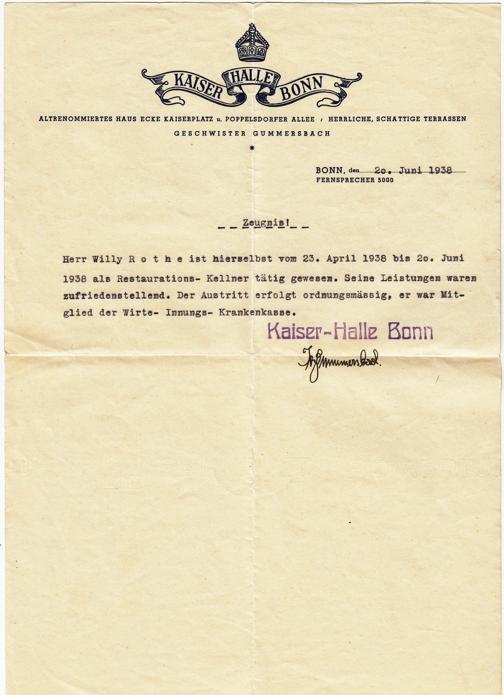 KAISER HALLE BONN
ALTRENOMMIERTES HAUS ECKE KAISERPLATZ u. POPPELSDORFER ALLEE / HERRLICHE, SCHATTIGE TERRASSEN
GESCHWISTER GUMMERSBACH
*
BONN, den 2o. Juni 1938
FERNSPRECHER 5000
_ _ Zeugnis! _ _
Herr Willy R o t h e ist hierselbst vom 23. April 1938 bis 2o. Juni
1938 als Restaurations- Kellner tätig gewesen. Seine Leistungen waren
zufriedenstellend. Der Austritt erfolgt ordnungsmässig, er war Mit-
glied der Wirte- Innungs- Krankenkasse.
Kaiser-Halle Bonn
Gummersbach.